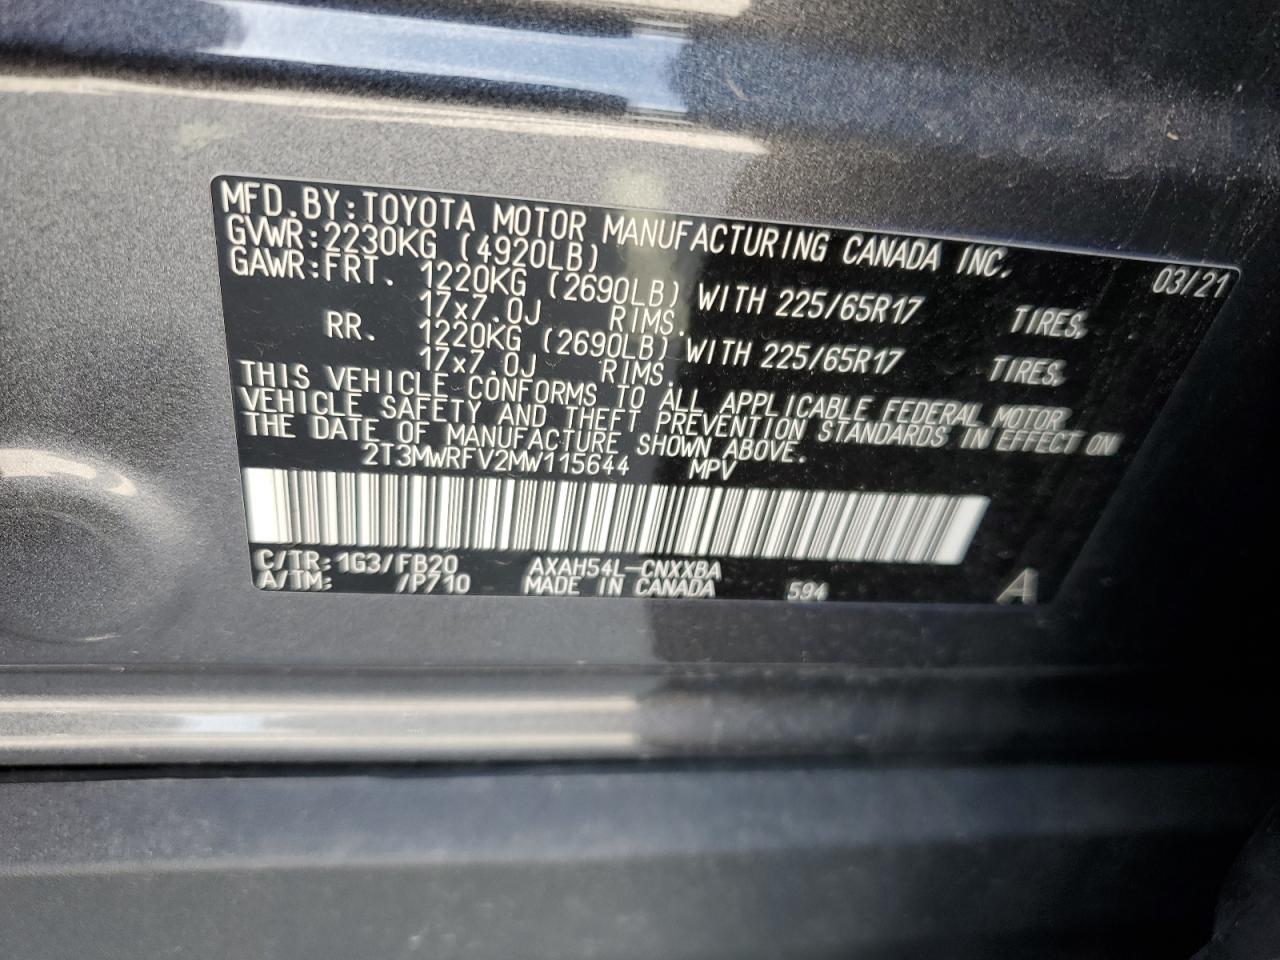 MFD.BY:TOYOTA MOTOR MANUFACTURING CANADA INC. 03/21
GVWR:2230KG (4920LB)
GAWR:FRT. 1220KG (2690LB) WITH 225/65R17 TIRES,
17x7.0J RIMS.
RR. 1220KG (2690LB) WITH 225/65R17 TIRES,
17x7.0J RIMS.
THIS VEHICLE CONFORMS TO ALL APPLICABLE FEDERAL MOTOR
VEHICLE SAFETY AND THEFT PREVENTION STANDARDS IN EFFECT ON
THE DATE OF MANUFACTURE SHOWN ABOVE.
2T3MWRFV2MW115644 MPV
C/TR:1G3/FB20 AXAH54L-CNXXBA
A/TM: /P710 MADE IN CANADA 594 A